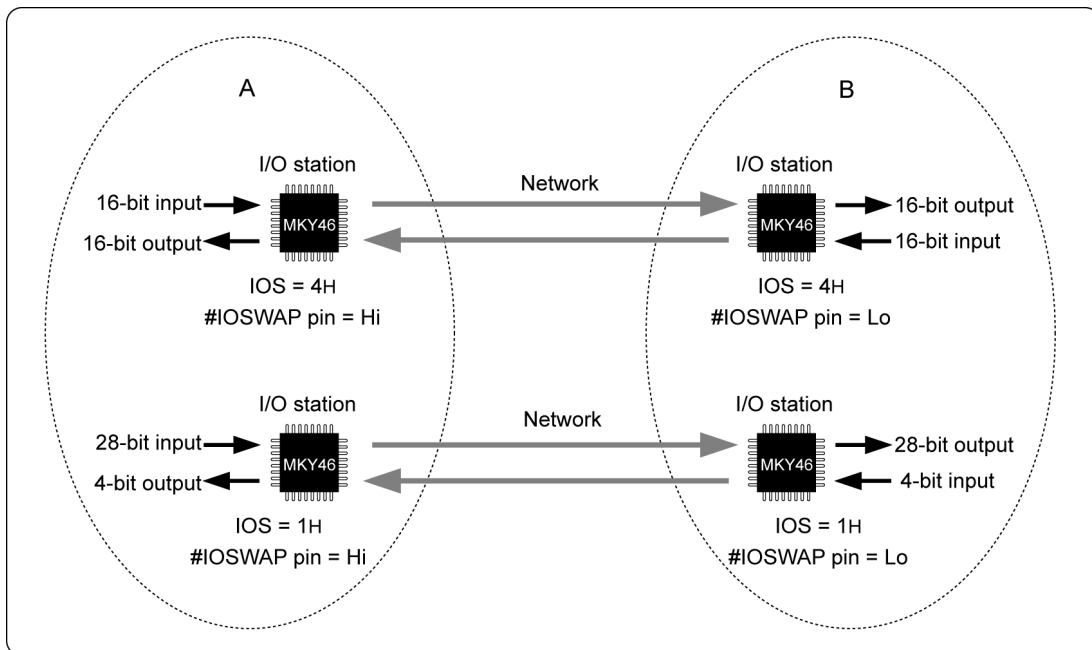 A
B
I/O station
I/O station
Network
16-bit input
MKY46
MKY46
16-bit output
16-bit output
16-bit input
IOS = 4H
IOS = 4H
#IOSWAP pin = Hi
#IOSWAP pin = Lo
I/O station
I/O station
Network
28-bit input
MKY46
MKY46
28-bit output
4-bit output
4-bit input
IOS = 1H
IOS = 1H
#IOSWAP pin = Hi
#IOSWAP pin = Lo